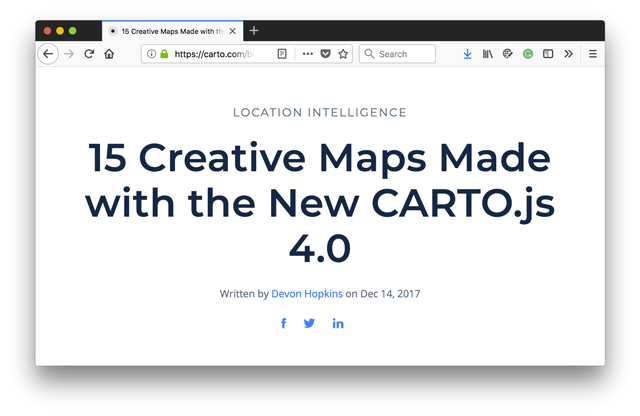 15 Creative Maps Made with th
https://carto.com/bl
Search
LOCATION INTELLIGENCE
15 Creative Maps Made
with the New CARTO.js
4.0
Written by Devon Hopkins on Dec 14, 2017